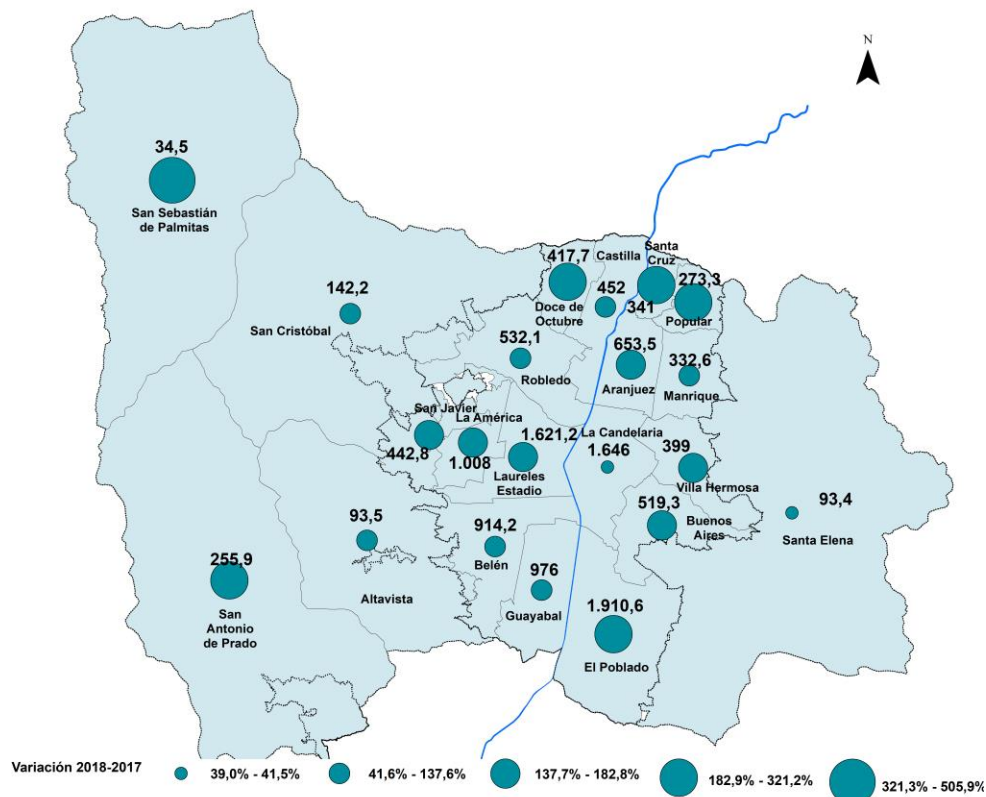 N
34,5
San Sebastián
de Palmitas
142,2
San Cristóbal
417,7
Doce de
Octubre
Castilla
452
Santa
Cruz
341
273,3
Popular
532,1
Robledo
653,5
Aranjuez
332,6
Manrique
San Javier
442,8
La América
1.008
1.621,2
Laureles
Estadio
La Candelaria
1.646
399
Villa Hermosa
519,3
Buenos
Aires
93,4
Santa Elena
93,5
Altavista
914,2
Belén
976
Guayabal
255,9
San
Antonio
de Prado
1.910,6
El Poblado
Variación 2018-2017
39,0% - 41,5%
41,6% - 137,6%
137,7% - 182,8%
182,9% - 321,2%
321,3% - 505,9%